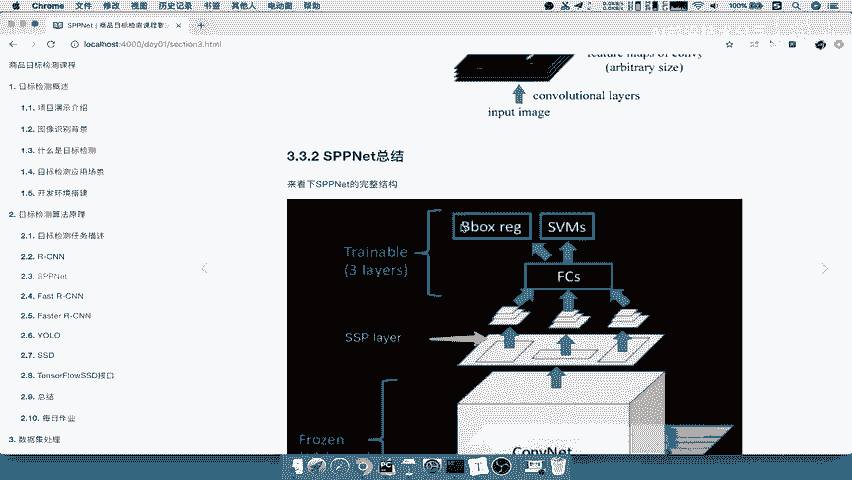 Chrome 文件 修改 视图 历史记录 书签 其他人 电动窗 帮助
100%
SPPNet | 商品目标检测课程
localhost:4000/day01/section3.html
商品目标检测课程
1. 目标检测概述
1.1. 项目演示介绍
1.2. 图像识别背景
1.3. 什么是目标检测
1.4. 目标检测应用场景
1.5. 开发环境搭建
2. 目标检测算法原理
2.1. 目标检测任务描述
2.2. R-CNN
2.3. SPPNet
2.4. Fast R-CNN
2.5. Faster R-CNN
2.6. YOLO
2.7. SSD
2.8. TensorFlowSSD接口
2.9. 总结
2.10. 每日作业
3. 数据集处理
feature maps of conv5
(arbitrary size)
convolutional layers
input image
3.3.2 SPPNet总结
来看下SPPNet的完整结构
Bbox reg
SVMs
Trainable
(3 layers)
FCs
SSP layer
Frozen
ConvNet